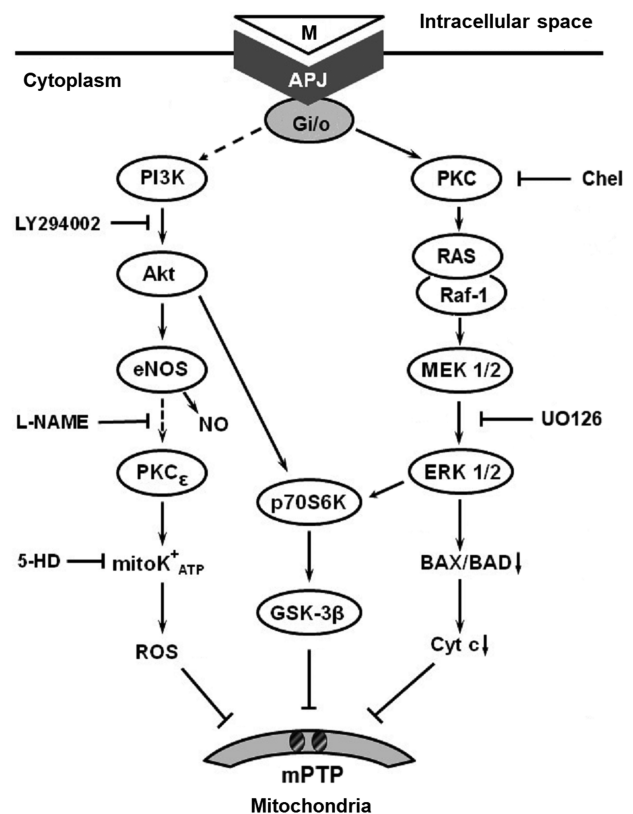 M
Intracellular space
APJ
Cytoplasm
Gi/o
PI3K
PKC
Chel
LY294002
RAS
Akt
Raf-1
eNOS
MEK 1/2
L-NAME
NO
UO126
PKCε
p70S6K
ERK 1/2
5-HD
mitoK+ATP
BAX/BAD↓
GSK-3β
ROS
Cyt c↓
mPTP
Mitochondria